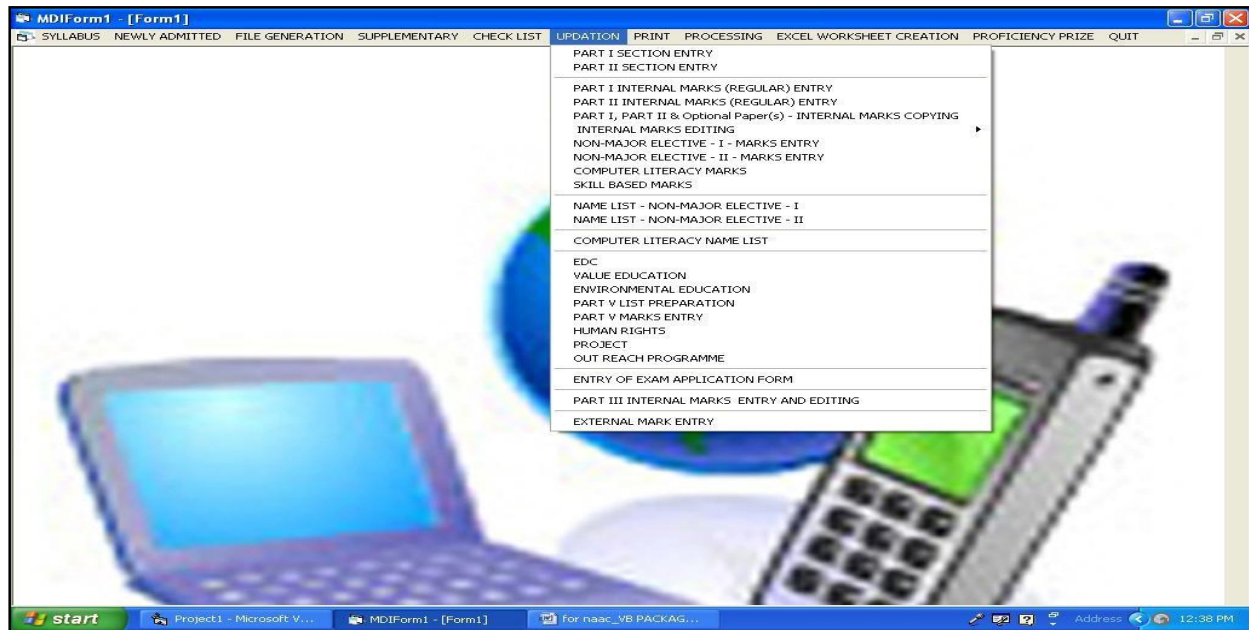 MDIForm1 - [Form1]
SYLLABUS NEWLY ADMITTED FILE GENERATION SUPPLEMENTARY CHECK LIST UPDATION PRINT PROCESSING EXCEL WORKSHEET CREATION PROFICIENCY PRIZE QUIT
PART I SECTION ENTRY
PART II SECTION ENTRY
PART I INTERNAL MARKS (REGULAR) ENTRY
PART II INTERNAL MARKS (REGULAR) ENTRY
PART I, PART II & Optional Paper(s) - INTERNAL MARKS COPYING
INTERNAL MARKS EDITING
NON-MAJOR ELECTIVE - I - MARKS ENTRY
NON-MAJOR ELECTIVE - II - MARKS ENTRY
COMPUTER LITERACY MARKS
SKILL BASED MARKS
NAME LIST - NON-MAJOR ELECTIVE - I
NAME LIST - NON-MAJOR ELECTIVE - II
COMPUTER LITERACY NAME LIST
EDC
VALUE EDUCATION
ENVIRONMENTAL EDUCATION
PART V LIST PREPARATION
PART V MARKS ENTRY
HUMAN RIGHTS
PROJECT
OUT REACH PROGRAMME
ENTRY OF EXAM APPLICATION FORM
PART III INTERNAL MARKS ENTRY AND EDITING
EXTERNAL MARK ENTRY
start Project1 - Microsoft V... MDIForm1 - [Form1] for naac_VB PACKAG... Address 12:38 PM